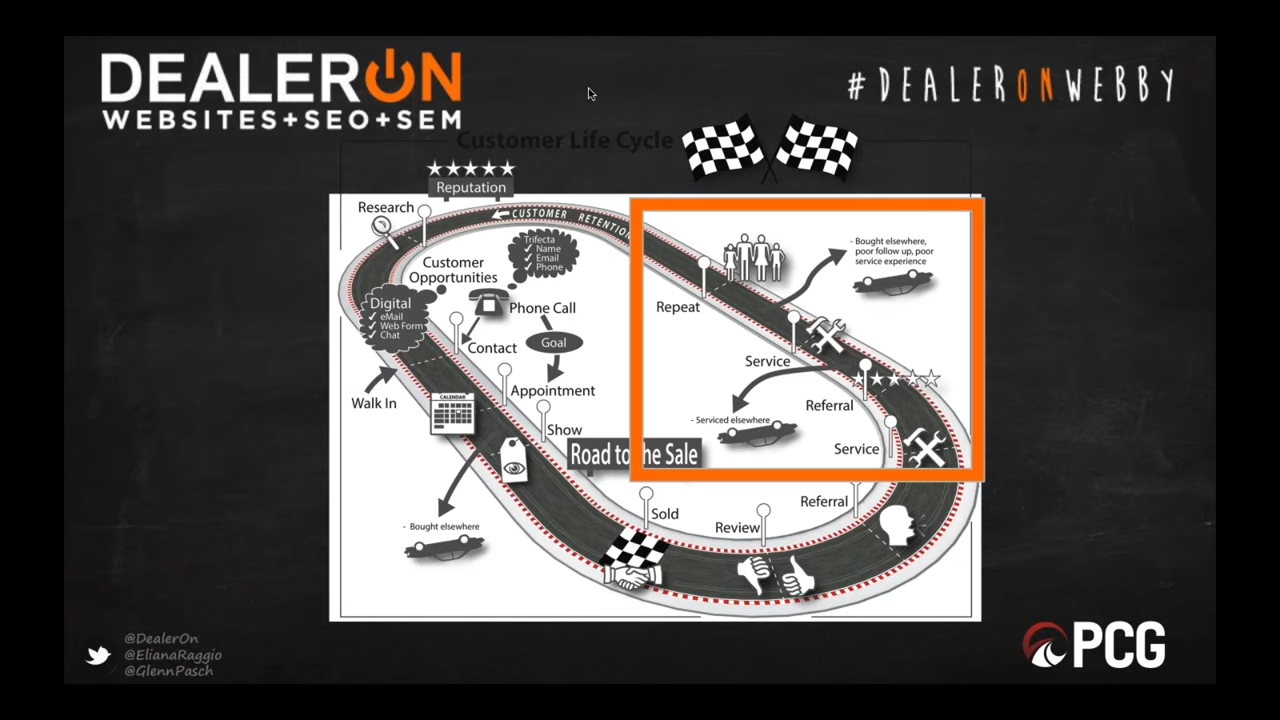 DEALERON
WEBSITES+SEO+SEM
#DEALERONWEBBY
Customer Life Cycle
Reputation
Research
CUSTOMER RETENTION
Trifecta
Name
Email
Phone
Customer
Opportunities
Digital
eMail
Web Form
Chat
Phone Call
Goal
Contact
Appointment
Walk In
CALENDAR
Show
Road to the Sale
- Bought elsewhere
Repeat
- Bought elsewhere,
poor follow up, poor
service experience
Service
Referral
- Serviced elsewhere
Service
Referral
Sold
Review
@DealerOn
@ElianaRaggio
@GlennPasch
PCG